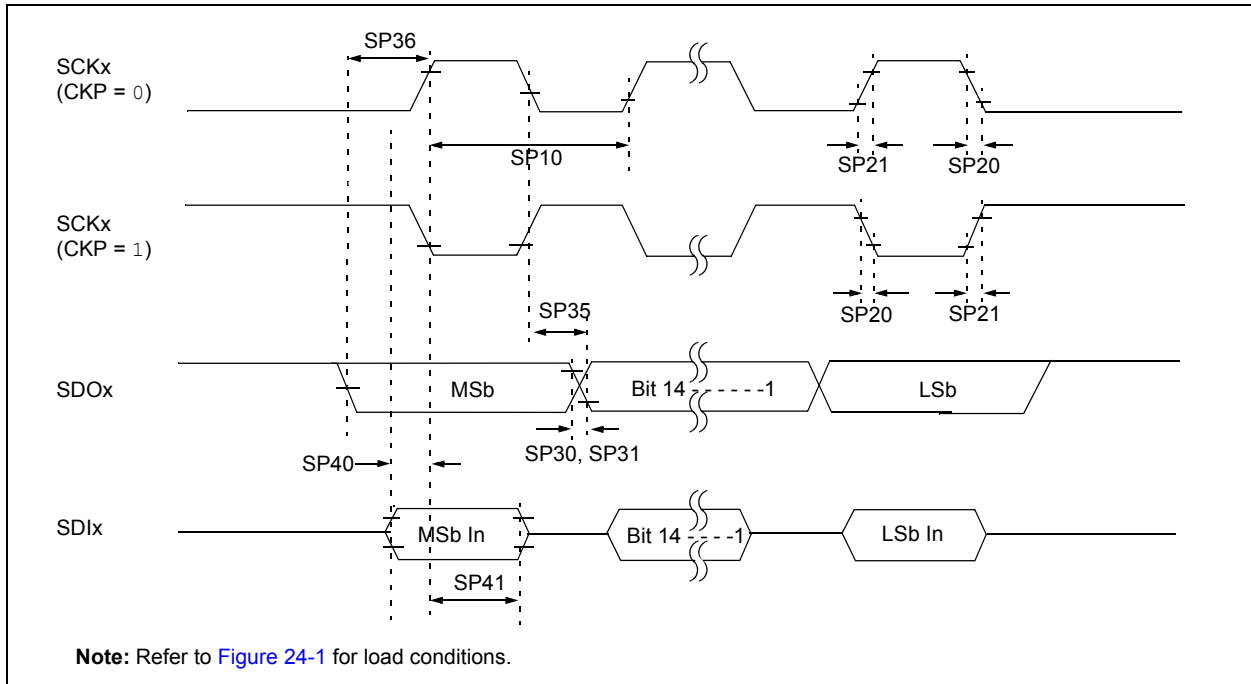 SP36
SCKx
(CKP = 0)
SP10
SP21
SP20
SCKx
(CKP = 1)
SP35
SP20
SP21
SDOx
MSb
Bit 14 - - - - - -1
LSb
SP30, SP31
SP40
SDIx
MSb In
Bit 14 - - - - -1
LSb In
SP41
Note: Refer to Figure 24-1 for load conditions.